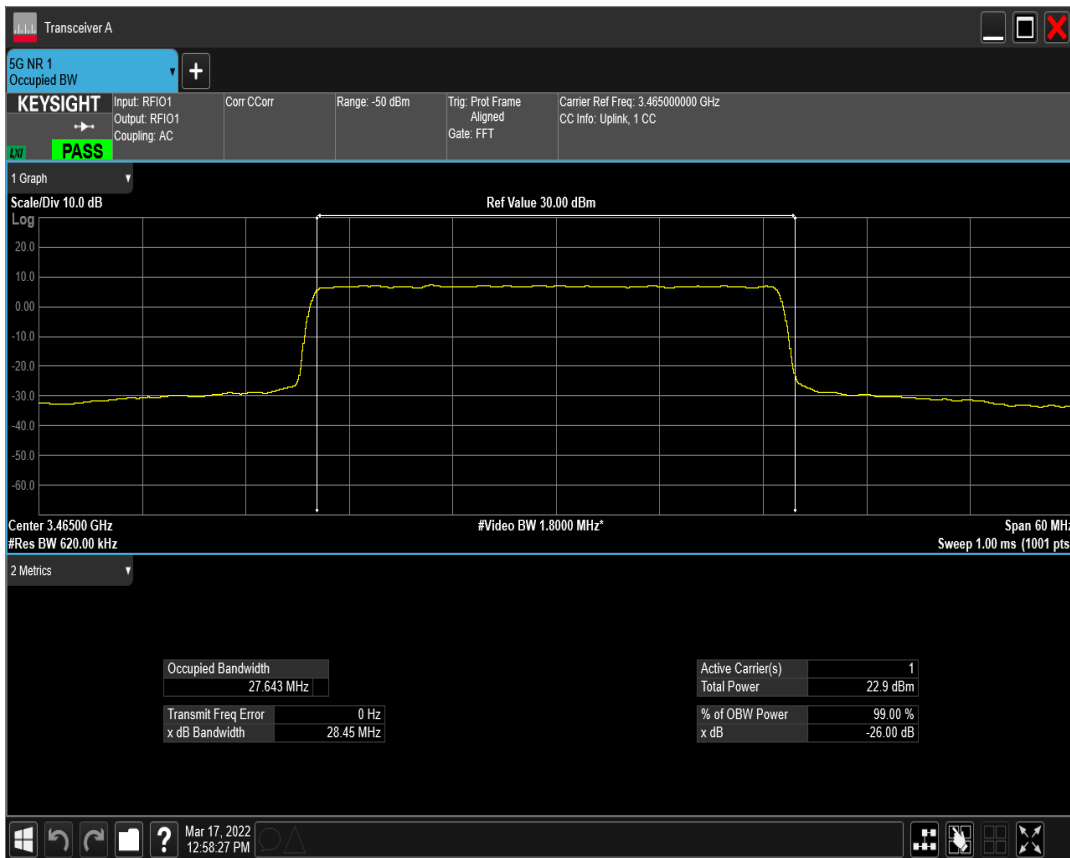 Transceiver A
5G NR 1
Occupied BW
KEYSIGHT
LXI
PASS
Input: RFIO1
Output: RFIO1
Coupling: AC
Corr CCorr
Range: -50 dBm
Trig: Prot Frame
Aligned
Gate: FFT
Carrier Ref Freq: 3.465000000 GHz
CC Info: Uplink, 1 CC
1 Graph
Scale/Div 10.0 dB
Ref Value 30.00 dBm
Log
20.0
10.0
0.00
-10.0
-20.0
-30.0
-40.0
-50.0
-60.0
Center 3.46500 GHz
#Video BW 1.8000 MHz*
Span 60 MHz
#Res BW 620.00 kHz
Sweep 1.00 ms (1001 pts
2 Metrics
Occupied Bandwidth
27.643 MHz
Transmit Freq Error 0 Hz
x dB Bandwidth 28.45 MHz
Active Carrier(s) 1
Total Power 22.9 dBm
% of OBW Power 99.00 %
x dB -26.00 dB
?
Mar 17, 2022
12:58:27 PM